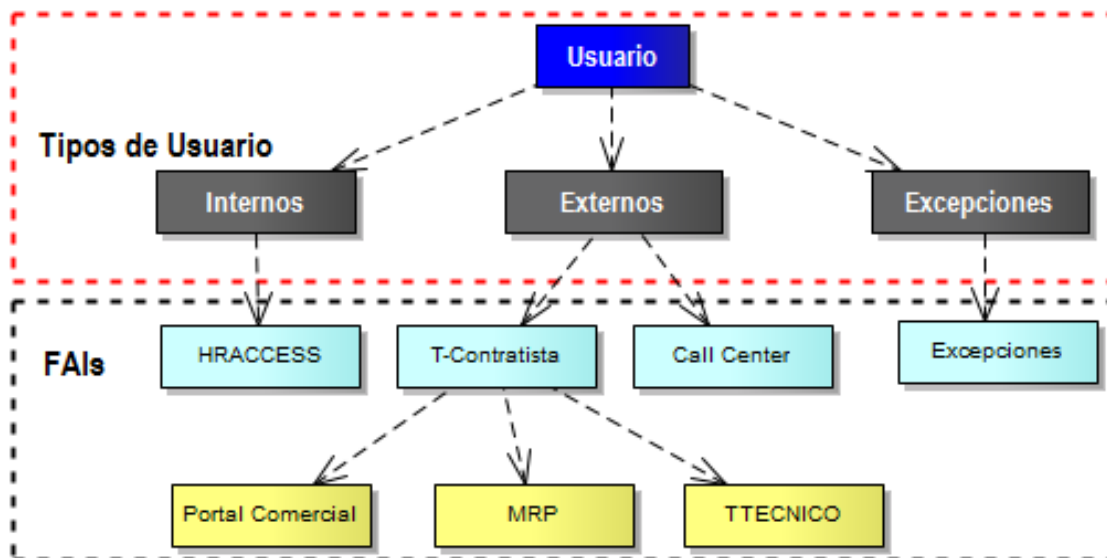 Usuario
Tipos de Usuario
Internos
Externos
Excepciones
FAIs
HRACCESS
T-Contratista
Call Center
Excepciones
Portal Comercial
MRP
TTECNICO